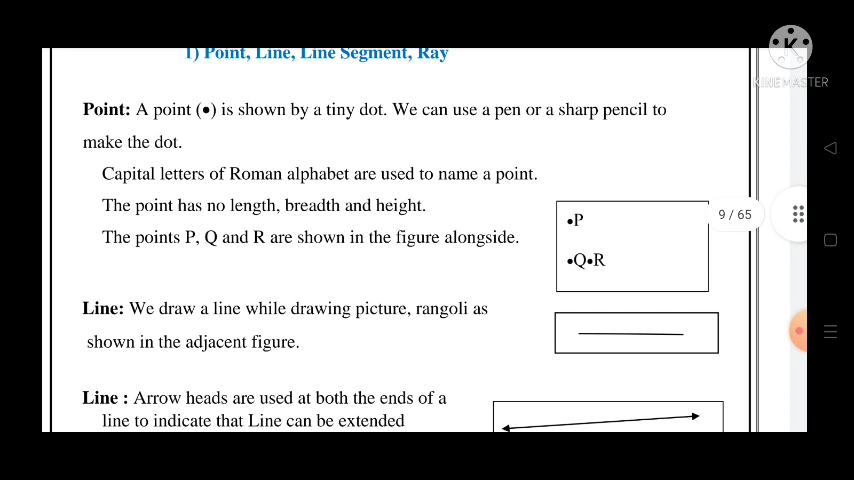 1) Point, Line, Line Segment, Ray
KINEMASTER
Point: A point (•) is shown by a tiny dot. We can use a pen or a sharp pencil to
make the dot.
Capital letters of Roman alphabet are used to name a point.
The point has no length, breadth and height.
The points P, Q and R are shown in the figure alongside.
•P
•Q•R
9 / 65
Line: We draw a line while drawing picture, rangoli as
shown in the adjacent figure.
Line : Arrow heads are used at both the ends of a
line to indicate that Line can be extended